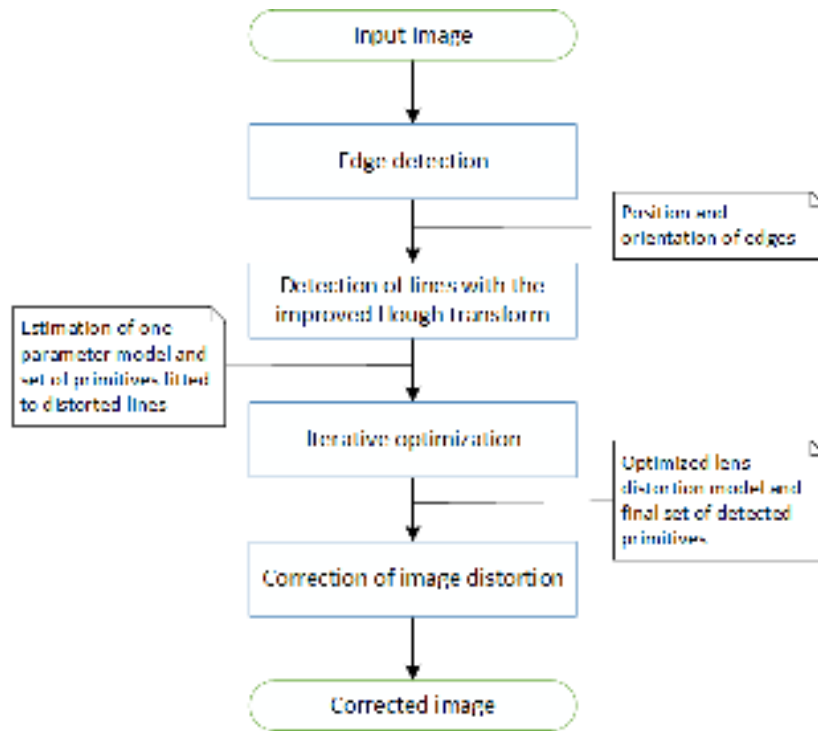 Input Image
Edge detection
Position and
orientation of edges
Detection of lines with the
improved Hough transform
Estimation of one
parameter model and
set of primitives fitted
to distorted lines
Iterative optimization
Optimized lens
distortion model and
final set of detected
primitives
Correction of image distortion
Corrected image